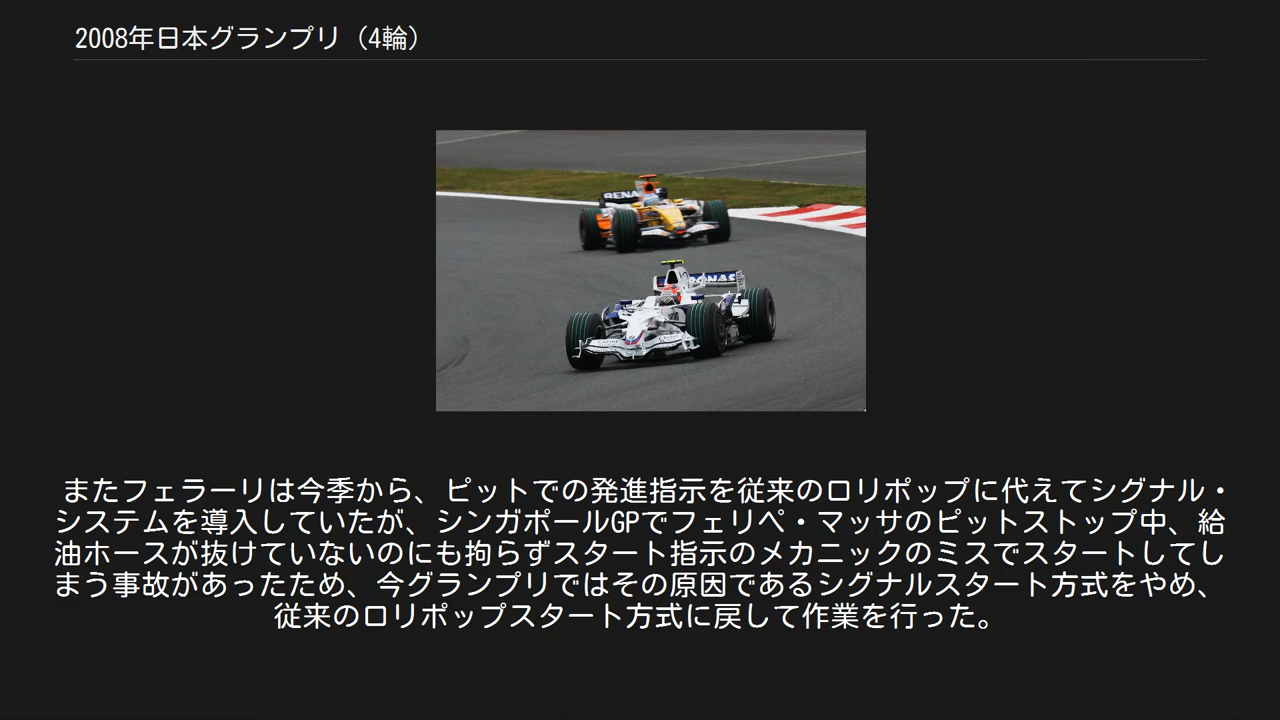 2008年日本グランプリ（4輪）
RENA
RONAS
またフェラーリは今季から、ピットでの発進指示を従来のロリポップに代えてシグナル・
システムを導入していたが、シンガポールGPでフェリペ・マッサのピットストップ中、給
油ホースが抜けていないのにも拘らずスタート指示のメカニックのミスでスタートしてし
まう事故があったため、今グランプリではその原因であるシグナルスタート方式をやめ、
従来のロリポップスタート方式に戻して作業を行った。